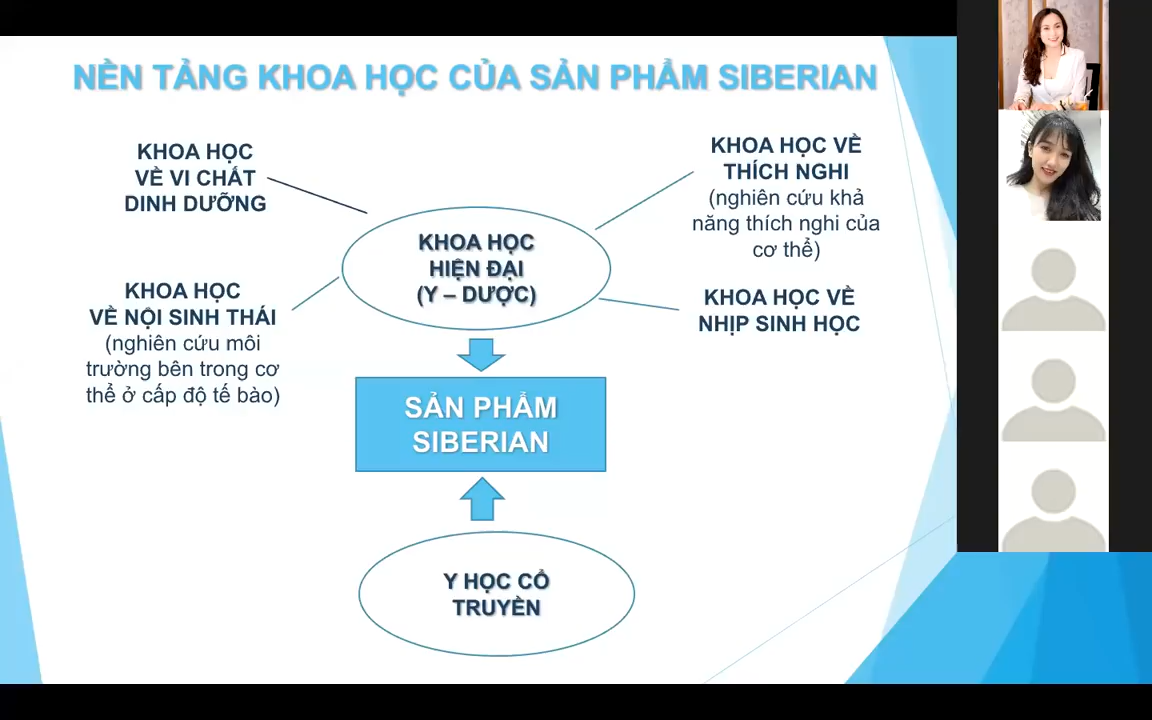 NỀN TẢNG KHOA HỌC CỦA SẢN PHẨM SIBERIAN
KHOA HỌC
VỀ VI CHẤT
DINH DƯỠNG
KHOA HỌC VỀ
THÍCH NGHI
(nghiên cứu khả
năng thích nghi của
cơ thể)
KHOA HỌC
HIỆN ĐẠI
(Y – DƯỢC)
KHOA HỌC
VỀ NỘI SINH THÁI
(nghiên cứu môi
trường bên trong cơ
thể ở cấp độ tế bào)
KHOA HỌC VỀ
NHỊP SINH HỌC
SẢN PHẨM
SIBERIAN
Y HỌC CỔ
TRUYỀN